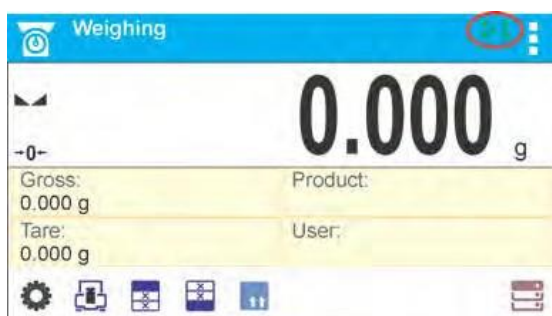 Weighing
0.000 g
→0←
Gross: Product:
0.000 g
Tare: User:
0.000 g